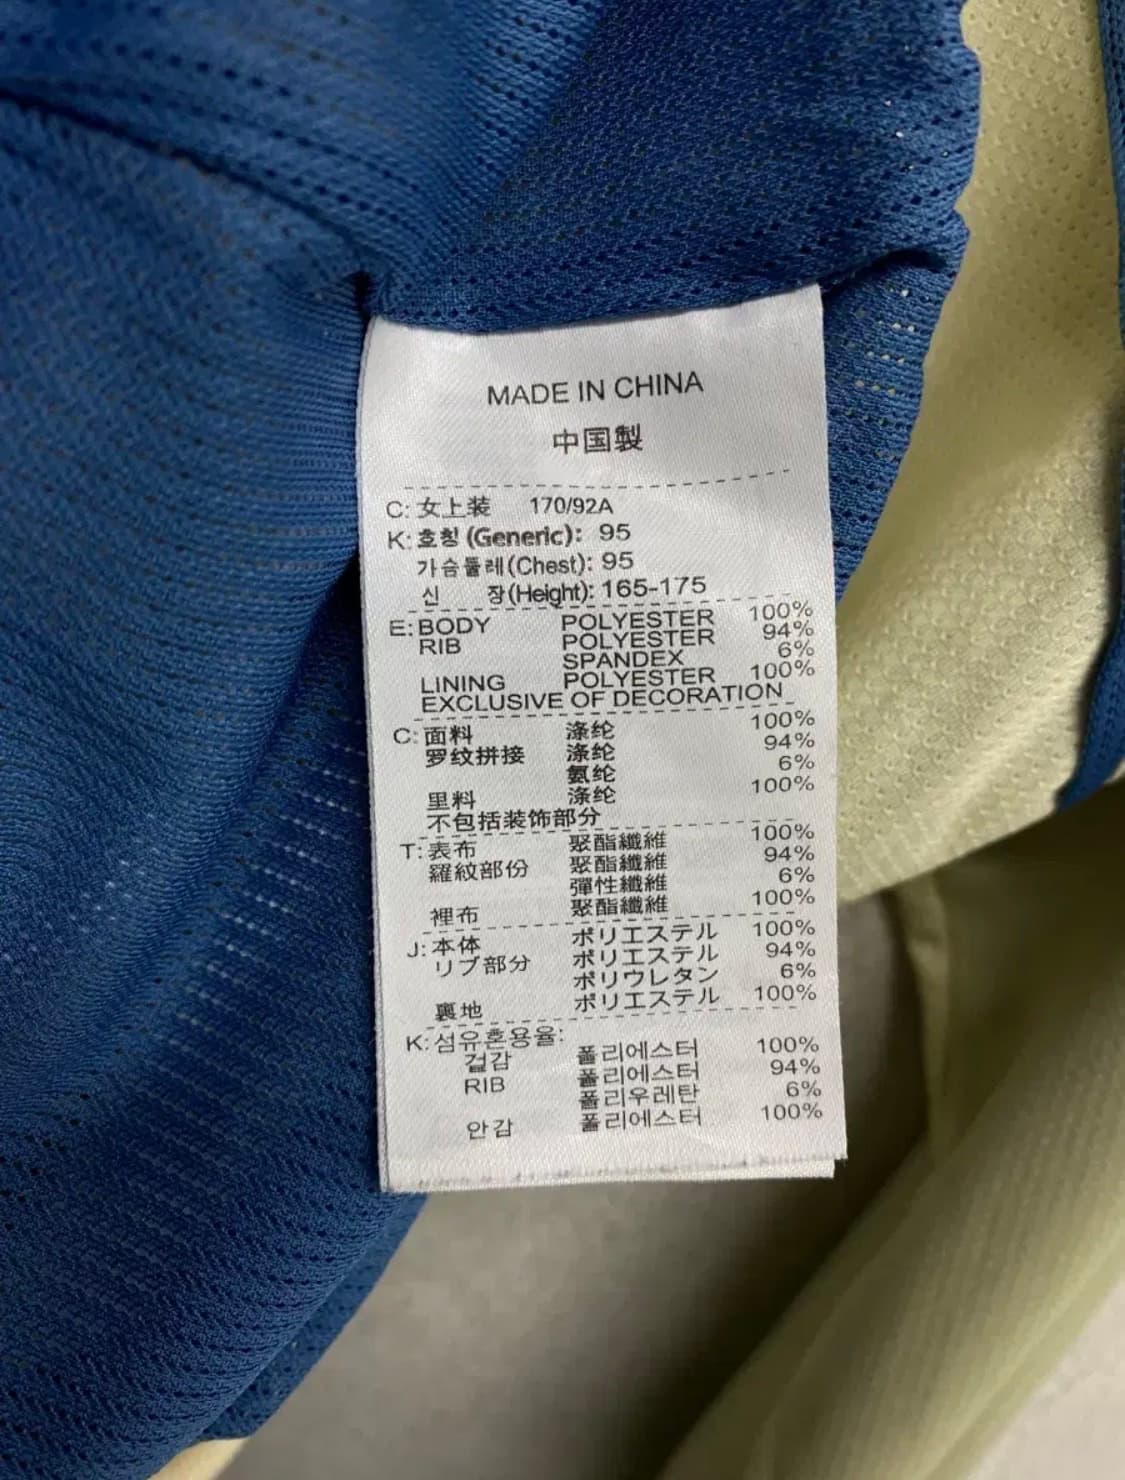 MADE IN CHINA
中国製
C: 女上装 170/92A
K: 호칭 (Generic): 95
가슴둘레(Chest): 95
신 장(Height): 165-175
E: BODY POLYESTER 100%
RIB POLYESTER 94%
SPANDEX 6%
LINING POLYESTER 100%
EXCLUSIVE OF DECORATION
C: 面料 涤纶 100%
罗纹拼接 涤纶 94%
氨纶 6%
里料 涤纶 100%
不包括装饰部分
T: 表布 聚酯纖維 100%
羅紋部份 聚酯纖維 94%
彈性纖維 6%
裡布 聚酯纖維 100%
J: 本体 ポリエステル 100%
リブ部分 ポリエステル 94%
ポリウレタン 6%
裏地 ポリエステル 100%
K: 섬유혼용율:
겉감 폴리에스터 100%
RIB 폴리에스터 94%
폴리우레탄 6%
안감 폴리에스터 100%